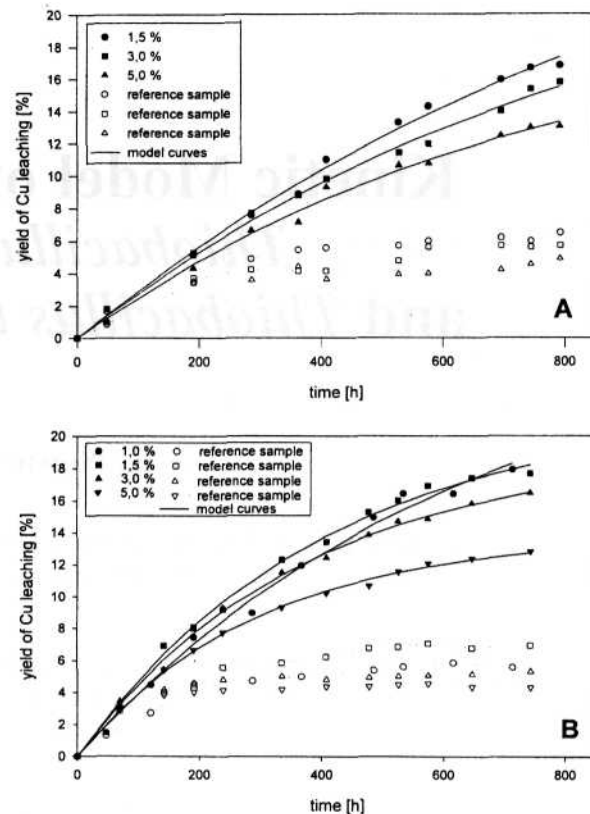 A
1,5 %
3,0 %
5,0 %
reference sample
reference sample
reference sample
model curves
yield of Cu leaching [%]
20
18
16
14
12
10
8
6
4
2
0
0
200
400
600
800
time [h]
A
B
1,0 %
1,5 %
3,0 %
5,0 %
reference sample
reference sample
reference sample
reference sample
model curves
yield of Cu leaching [%]
20
18
16
14
12
10
8
6
4
2
0
0
200
400
600
800
time [h]
B